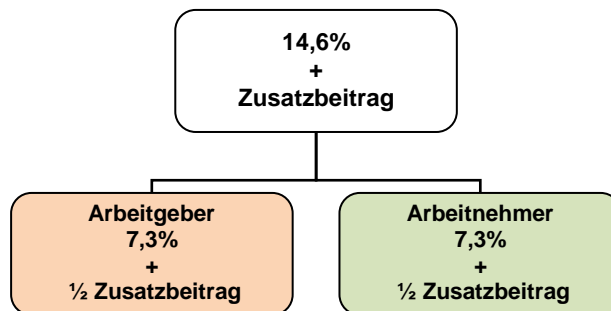 14,6%
+
Zusatzbeitrag
Arbeitgeber
7,3%
+
½ Zusatzbeitrag
Arbeitnehmer
7,3%
+
½ Zusatzbeitrag